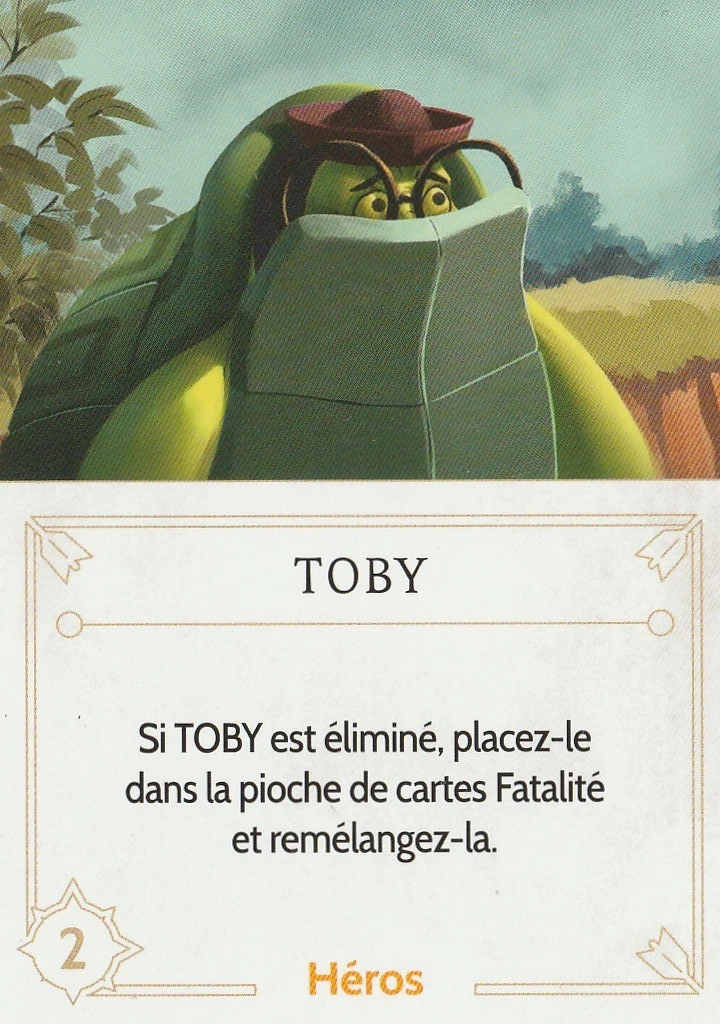 TOBY
Si TOBY est éliminé, placez-le
dans la pioche de cartes Fatalité
et remélangez-la.
2
Héros